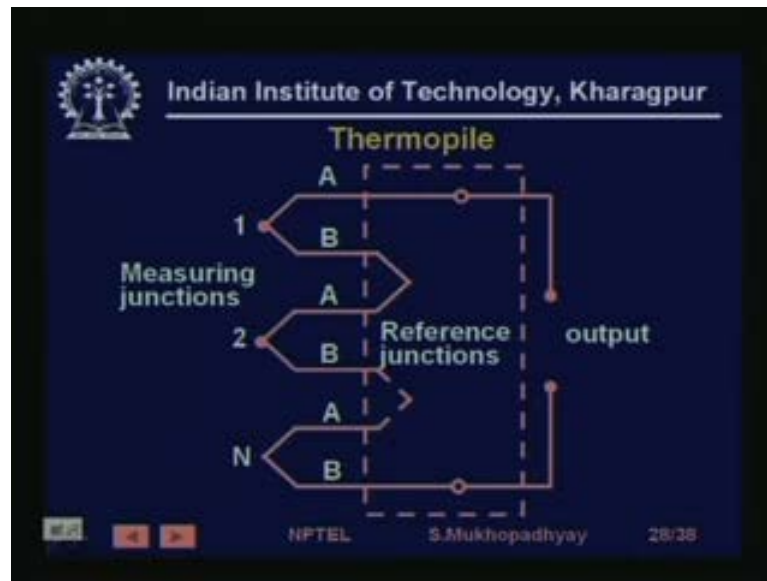 Indian Institute of Technology, Kharagpur
Thermopile
A
1
B
Measuring
junctions
A
2
B
Reference
junctions
output
A
N
B
NPTEL S.Mukhopadhyay 28/38